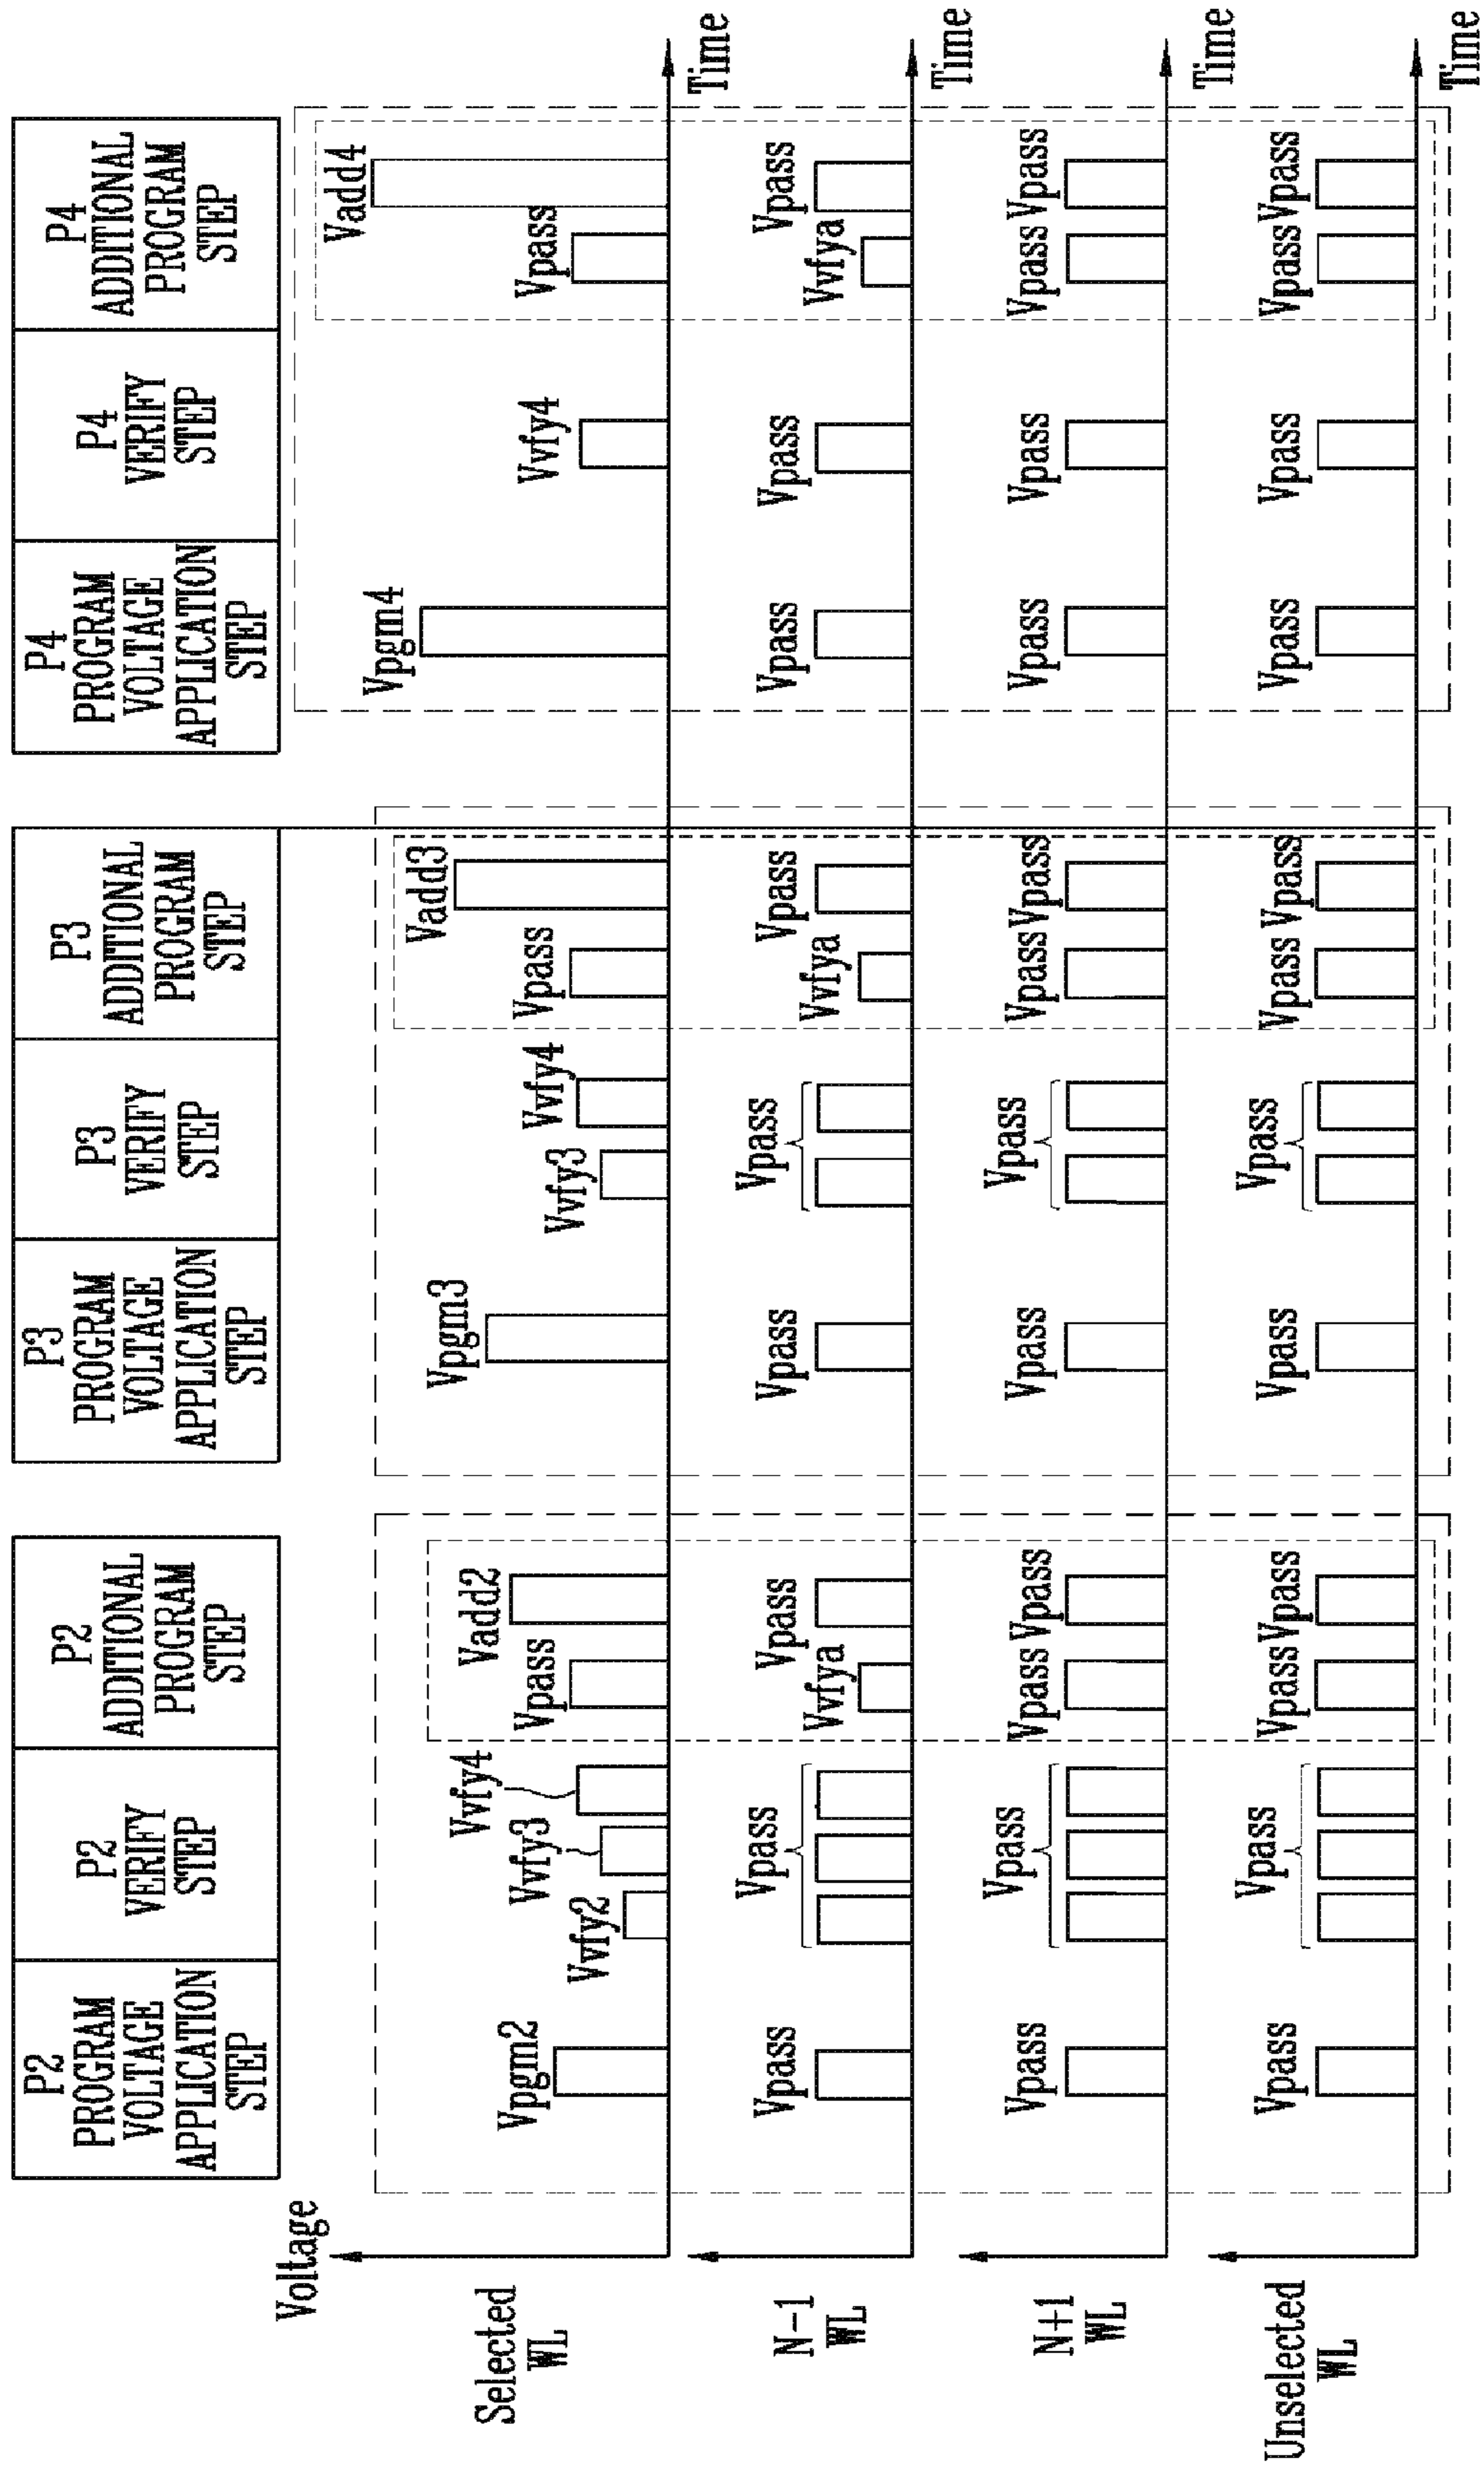 P2
PROGRAM
VOLTAGE
APPLICATION
STEP
P2
VERIFY
STEP
P2
ADDITIONAL
PROGRAM
STEP
P3
PROGRAM
VOLTAGE
APPLICATION
STEP
P3
VERIFY
STEP
P3
ADDITIONAL
PROGRAM
STEP
P4
PROGRAM
VOLTAGE
APPLICATION
STEP
P4
VERIFY
STEP
P4
ADDITIONAL
PROGRAM
STEP
Voltage
Selected
WL
Vpgm2
Vvfy2
Vvfy3
Vvfy4
Vpass
Vadd2
Vpgm3
Vvfy3
Vvfy4
Vpass
Vadd3
Vpgm4
Vvfy4
Vpass
Vadd4
Time
N-1
WL
Vpass
Vpass
Vvfya
Vpass
Vpass
Vpass
Vvfya
Vpass
Vpass
Vpass
Vvfya
Vpass
Time
N+1
WL
Vpass
Vpass
Vpass Vpass
Vpass
Vpass
Vpass Vpass
Vpass
Vpass
Vpass Vpass
Time
Unselected
WL
Vpass
Vpass
Vpass Vpass
Vpass
Vpass
Vpass Vpass
Vpass
Vpass
Vpass Vpass
Time